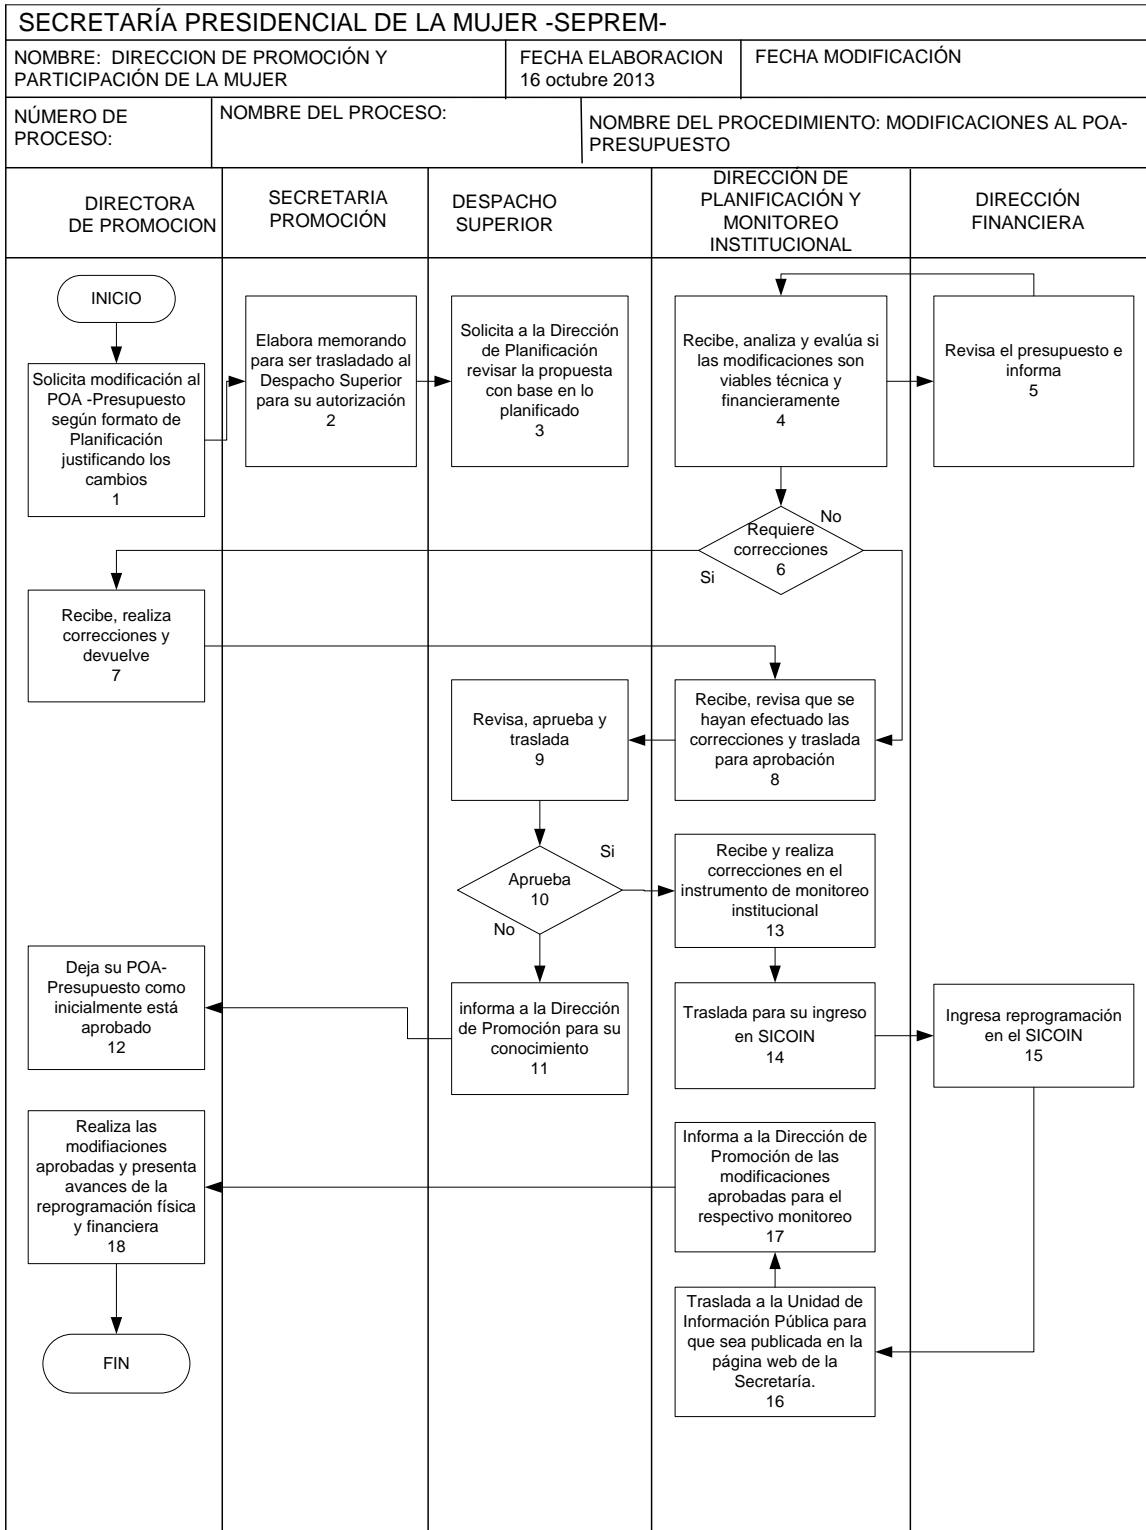 SECRETARÍA PRESIDENCIAL DE LA MUJER -SEPREM-
NOMBRE: DIRECCION DE PROMOCIÓN Y
PARTICIPACIÓN DE LA MUJER
FECHA ELABORACION
16 octubre 2013
FECHA MODIFICACIÓN
NÚMERO DE
PROCESO:
NOMBRE DEL PROCESO:
NOMBRE DEL PROCEDIMIENTO: MODIFICACIONES AL POA-
PRESUPUESTO
DIRECTORA
DE PROMOCION
SECRETARIA
PROMOCIÓN
DESPACHO
SUPERIOR
DIRECCIÓN DE
PLANIFICACIÓN Y
MONITOREO
INSTITUCIONAL
DIRECCIÓN
FINANCIERA
INICIO
Solicita modificación al
POA -Presupuesto
según formato de
Planificación
justificando los
cambios
1
Elabora memorando
para ser trasladado al
Despacho Superior
para su autorización
2
Solicita a la Dirección
de Planificación
revisar la propuesta
con base en lo
planificado
3
Recibe, analiza y evalúa si
las modificaciones son
viables técnica y
financieramente
4
Revisa el presupuesto e
informa
5
Requiere
correcciones
6
No
Si
Recibe, realiza
correcciones y
devuelve
7
Recibe, revisa que se
hayan efectuado las
correcciones y traslada
para aprobación
8
Revisa, aprueba y
traslada
9
Aprueba
10
Si
No
Recibe y realiza
correcciones en el
instrumento de monitoreo
institucional
13
Deja su POA-
Presupuesto como
inicialmente está
aprobado
12
informa a la Dirección
de Promoción para su
conocimiento
11
Traslada para su ingreso
en SICOIN
14
Ingresa reprogramación
en el SICOIN
15
Realiza las
modifiaciones
aprobadas y presenta
avances de la
reprogramación física
y financiera
18
Informa a la Dirección de
Promoción de las
modificaciones
aprobadas para el
respectivo monitoreo
17
Traslada a la Unidad de
Información Pública para
que sea publicada en la
página web de la
Secretaría.
16
FIN